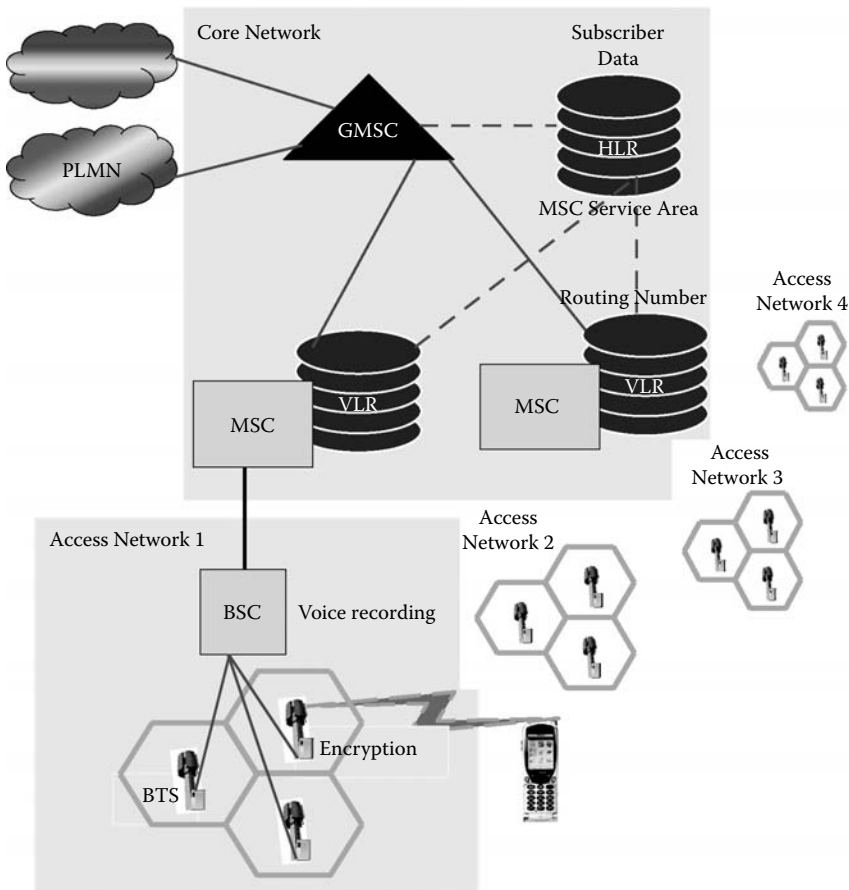 Core Network
Subscriber
Data
GMSC
HLR
PLMN
MSC Service Area
Routing Number
Access
Network 4
VLR
VLR
MSC
MSC
Access
Network 3
Access
Network 2
Access Network 1
BSC
Voice recording
Encryption
BTS